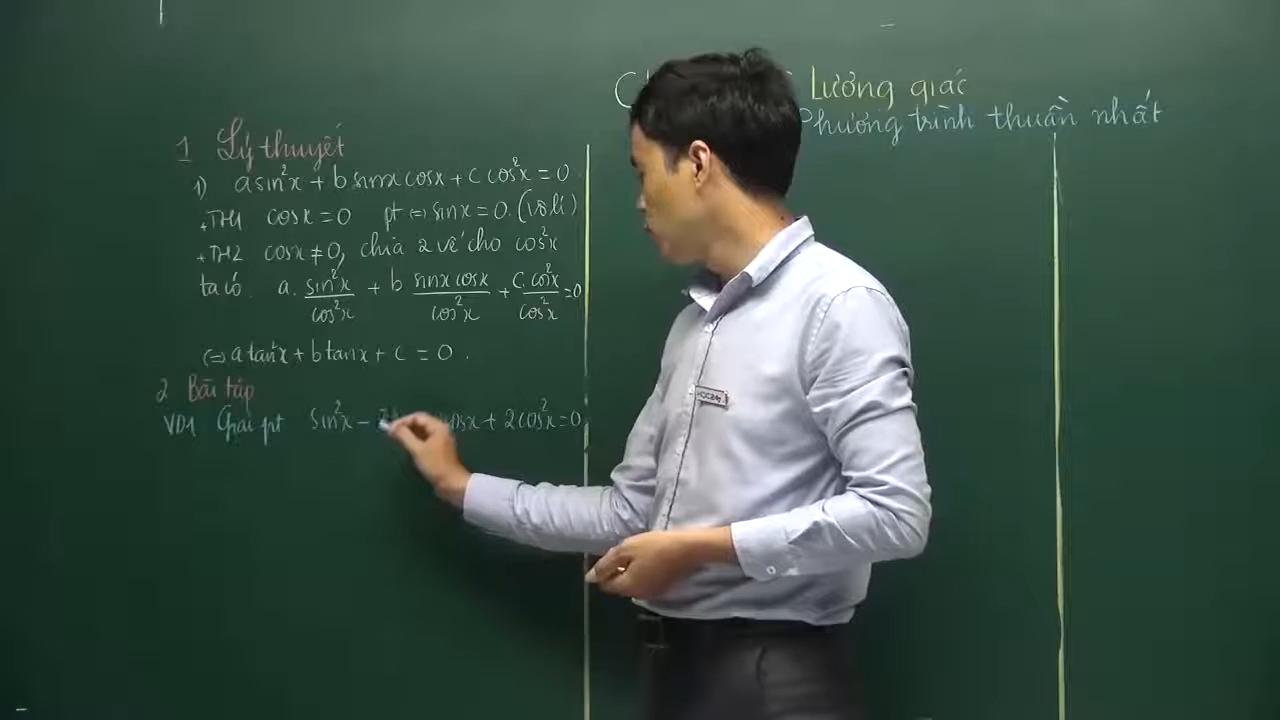 Lương giác
Phương trình thuần nhất
1 Lý thuyết
1) a sin²x + b sinx cosx + c cos²x = 0
+TH1 cosx = 0 pt ⇔ sinx = 0. (Vô lí)
+TH2 cosx ≠ 0, chia 2 vế cho cos²x
ta có a. sin²x/cos²x + b sinx cosx/cos²x + c. cos²x/cos²x = 0
⇔ a tan²x + b tanx + c = 0.
2 Bài tập
VD1 Giải pt sin²x − cosx + 2cos²x = 0
HOCMAI